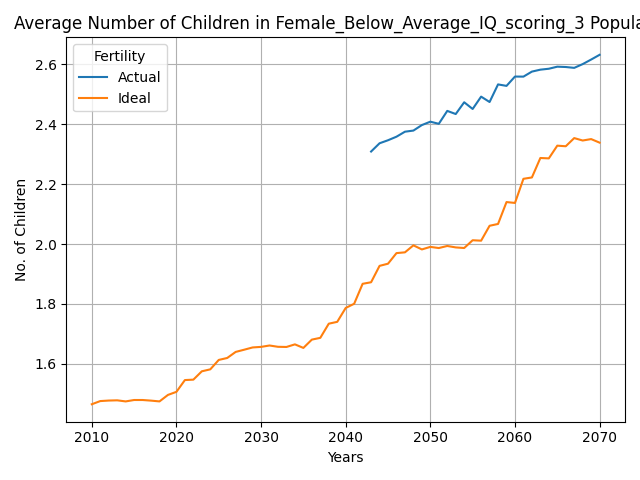 Average Number of Children in Female_Below_Average_IQ_scoring_3 Popula
Fertility
Actual
Ideal
No. of Children
2.6
2.4
2.2
2.0
1.8
1.6
2010 2020 2030 2040 2050 2060 2070
Years